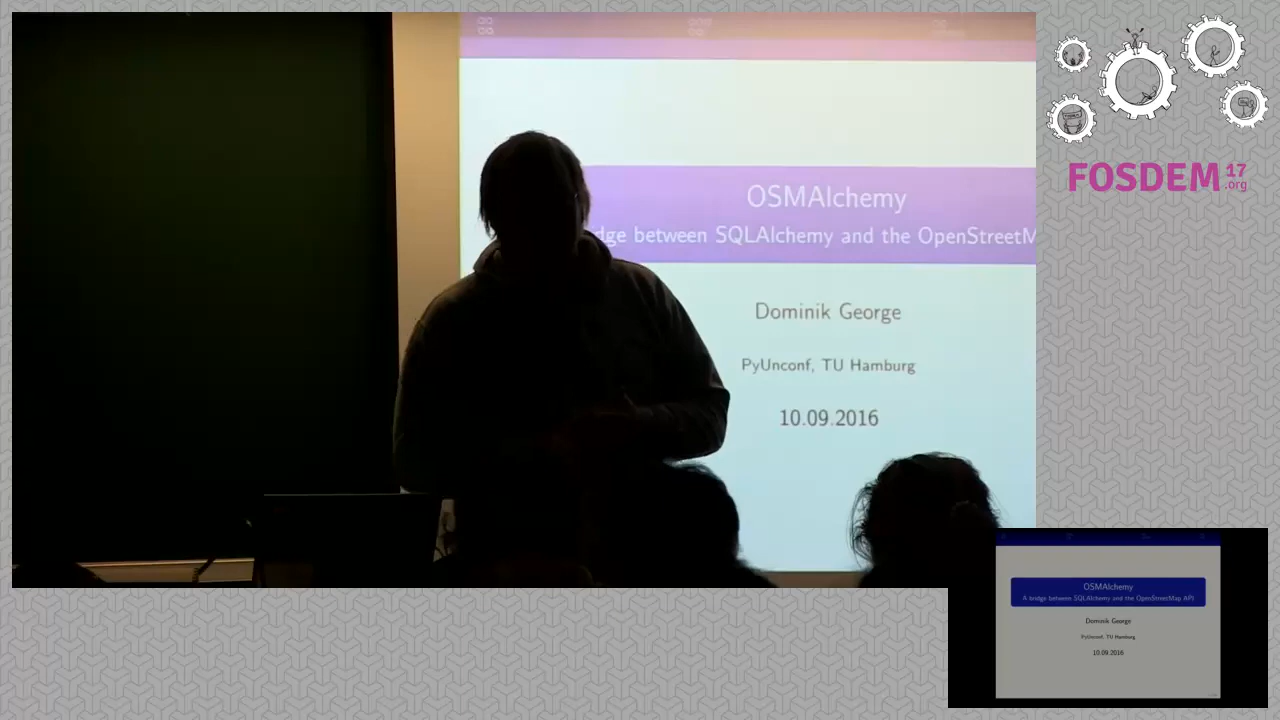 OSMAlchemy
dge between SQLAlchemy and the OpenStreetM
Dominik George
PyUnconf, TU Hamburg
10.09.2016
FOSDEM 17
.org
OSMAlchemy
A bridge between SQLAlchemy and the OpenStreetMap API
Dominik George
PyUnconf, TU Hamburg
10.09.2016